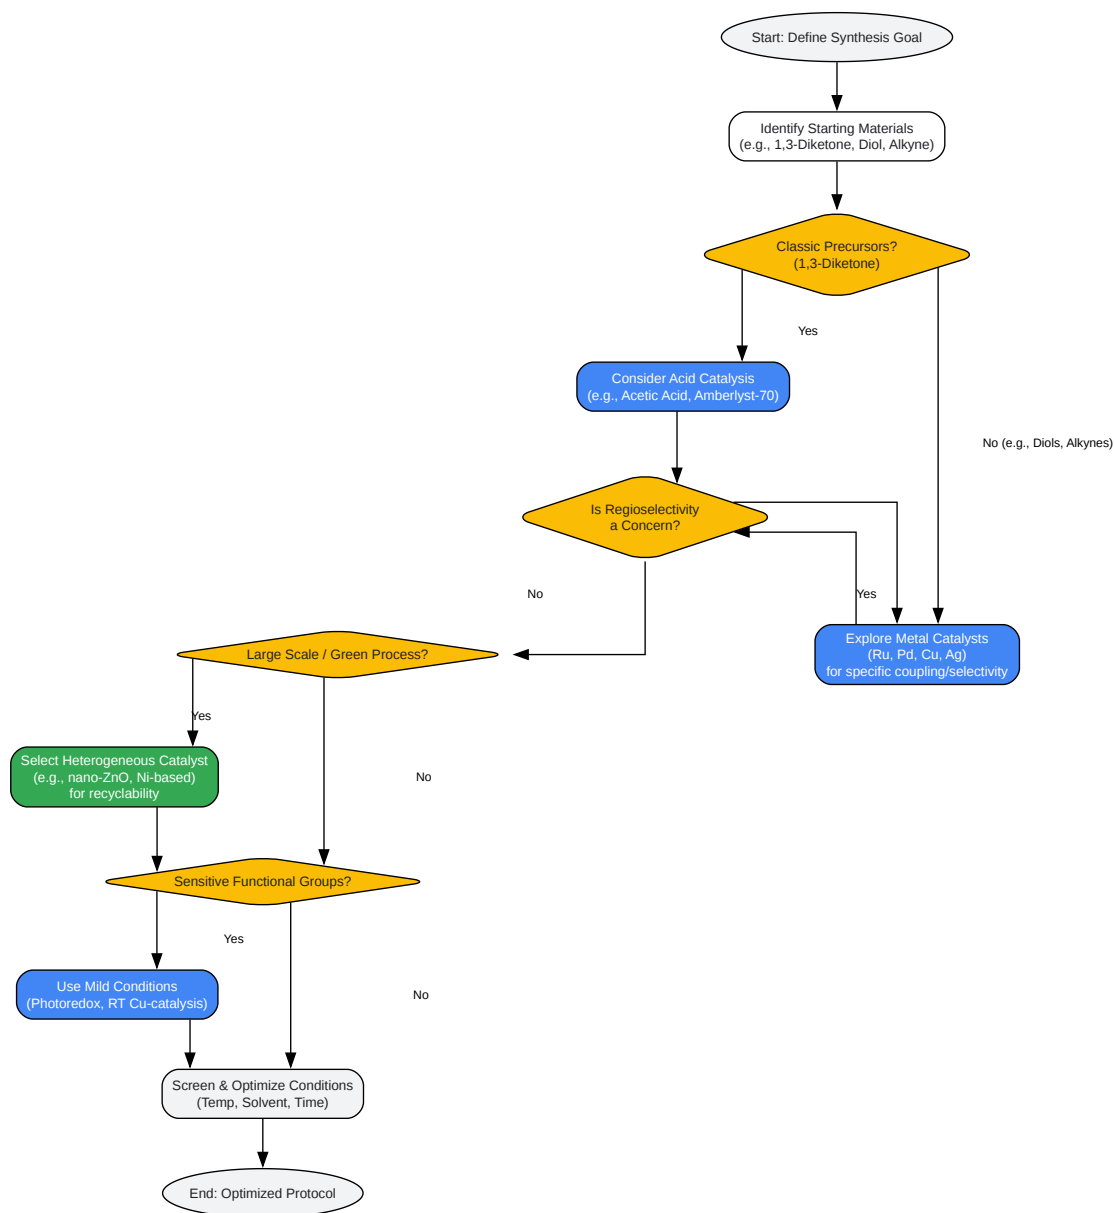 Start: Define Synthesis Goal
Identify Starting Materials
(e.g., 1,3-Diketone, Diol, Alkyne)
Classic Precursors?
(1,3-Diketone)
Yes
Consider Acid Catalysis
(e.g., Acetic Acid, Amberlyst-70)
No (e.g., Diols, Alkynes)
Is Regioselectivity
a Concern?
No
Yes
Explore Metal Catalysts
(Ru, Pd, Cu, Ag)
for specific coupling/selectivity
Large Scale / Green Process?
Yes
Select Heterogeneous Catalyst
(e.g., nano-ZnO, Ni-based)
for recyclability
No
Sensitive Functional Groups?
Yes
Use Mild Conditions
(Photoredox, RT Cu-catalysis)
No
Screen & Optimize Conditions
(Temp, Solvent, Time)
End: Optimized Protocol